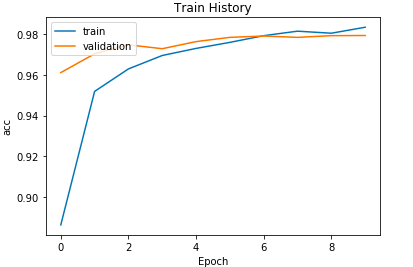 Train History
train
validation
0.98
0.96
0.94
0.92
0.90
acc
0 2 4 6 8
Epoch